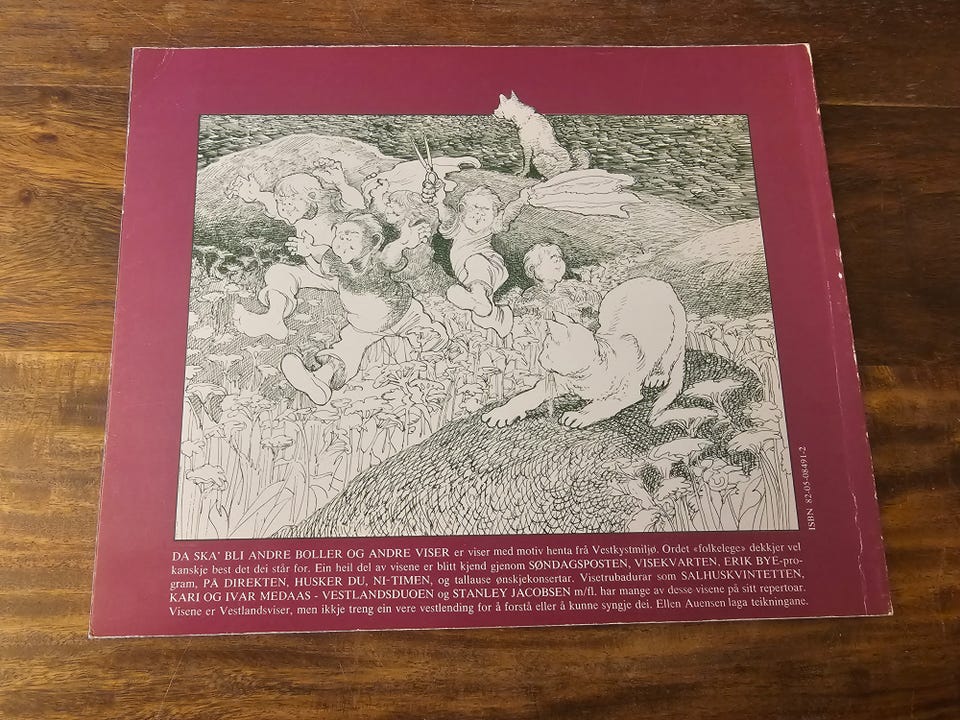 ISBN 82-05-08491-2
DA SKA' BLI ANDRE BOLLER OG ANDRE VISER er viser med motiv henta frå Vestkystmiljø. Ordet «folkelege» dekkjer vel
kanskje best det dei står for. Ein heil del av visene er blitt kjend gjenom SØNDAGSPOSTEN, VISEKVARTEN, ERIK BYE-pro-
gram, PÅ DIREKTEN, HUSKER DU, NI-TIMEN, og tallause ønskjekonsertar. Visetrubadurar som SALHUSKVINTETTEN,
KARI OG IVAR MEDAAS - VESTLANDSDUOEN og STANLEY JACOBSEN m/fl. har mange av desse visene på sitt repertoar.
Visene er Vestlandsviser, men ikkje treng ein vere vestlending for å forstå eller å kunne syngje dei. Ellen Auensen laga teikningane.